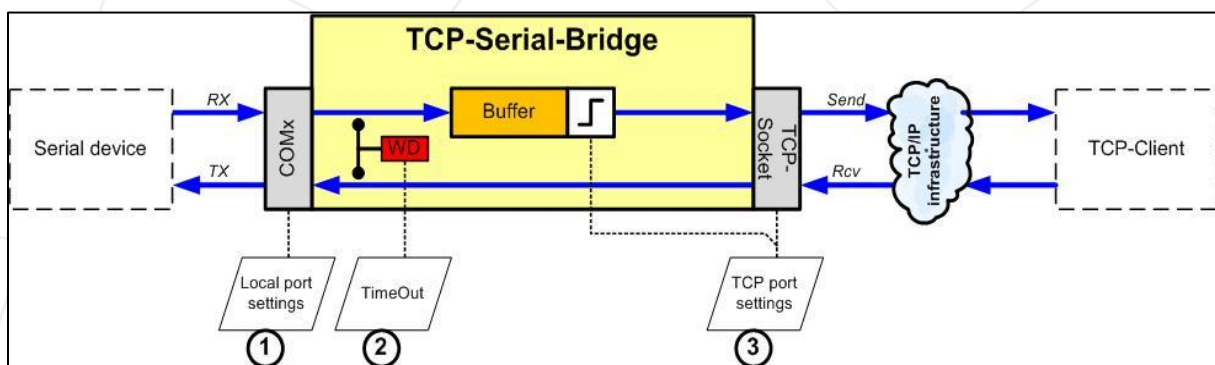 TCP-Serial-Bridge
RX
Send
Buffer
Serial device
COMx
WD
TCP-
Socket
TCP/IP
infrastructure
TCP-Client
TX
Rcv
Local port
settings
TimeOut
TCP port
settings
1
2
3